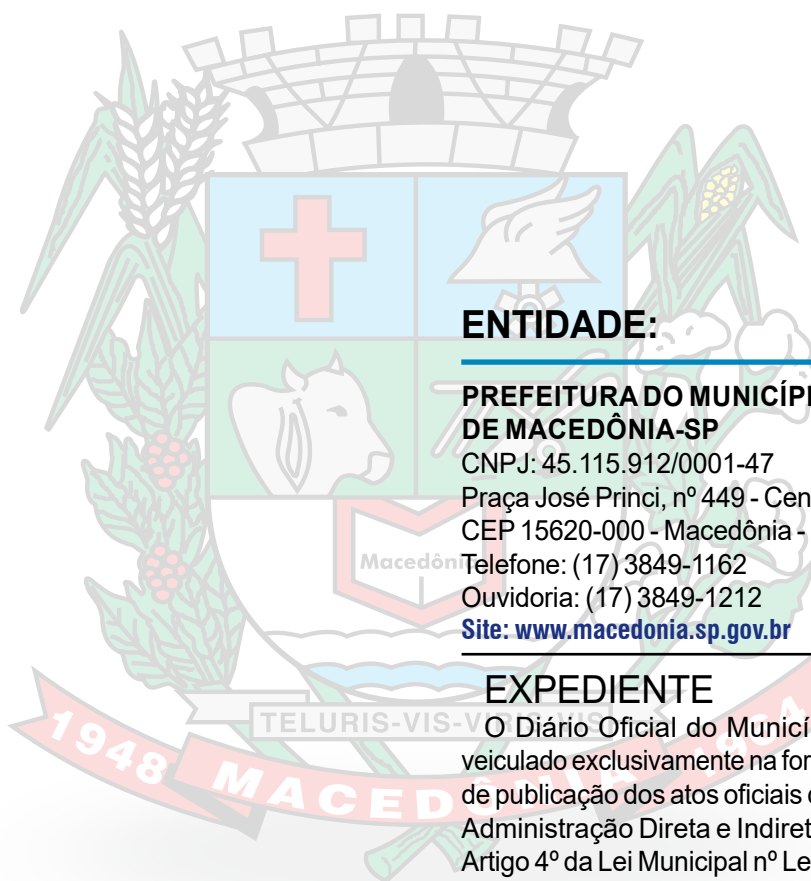 ENTIDADE:
PREFEITURA DO MUNICÍPI
DE MACEDÔNIA-SP
CNPJ: 45.115.912/0001-47
Praça José Princi, nº 449 - Cen
CEP 15620-000 - Macedônia -
Telefone: (17) 3849-1162
Ouvidoria: (17) 3849-1212
Site: www.macedonia.sp.gov.br
EXPEDIENTE
O Diário Oficial do Municí
veiculado exclusivamente na for
de publicação dos atos oficiais
Administração Direta e Indiret
Artigo 4º da Lei Municipal nº Le
Macedôni
TELURIS-VIS-V
1948 MACEDÔNIA 1964